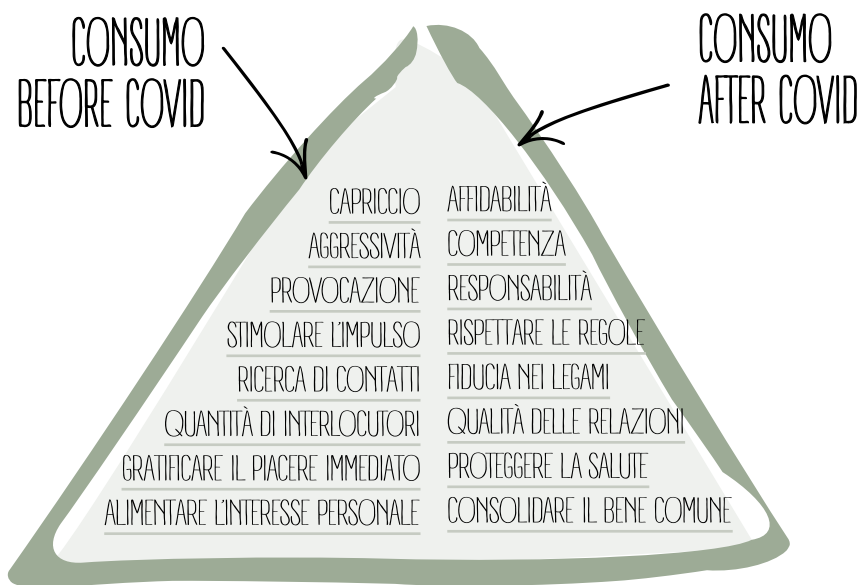 CONSUMO
BEFORE COVID
CONSUMO
AFTER COVID
CAPRICCIO
AGGRESSIVITÀ
PROVOCAZIONE
STIMOLARE L'IMPULSO
RICERCA DI CONTATTI
QUANTITÀ DI INTERLOCUTORI
GRATIFICARE IL PIACERE IMMEDIATO
ALIMENTARE L'INTERESSE PERSONALE
AFFIDABILITÀ
COMPETENZA
RESPONSABILITÀ
RISPETTARE LE REGOLE
FIDUCIA NEI LEGAMI
QUALITÀ DELLE RELAZIONI
PROTEGGERE LA SALUTE
CONSOLIDARE IL BENE COMUNE